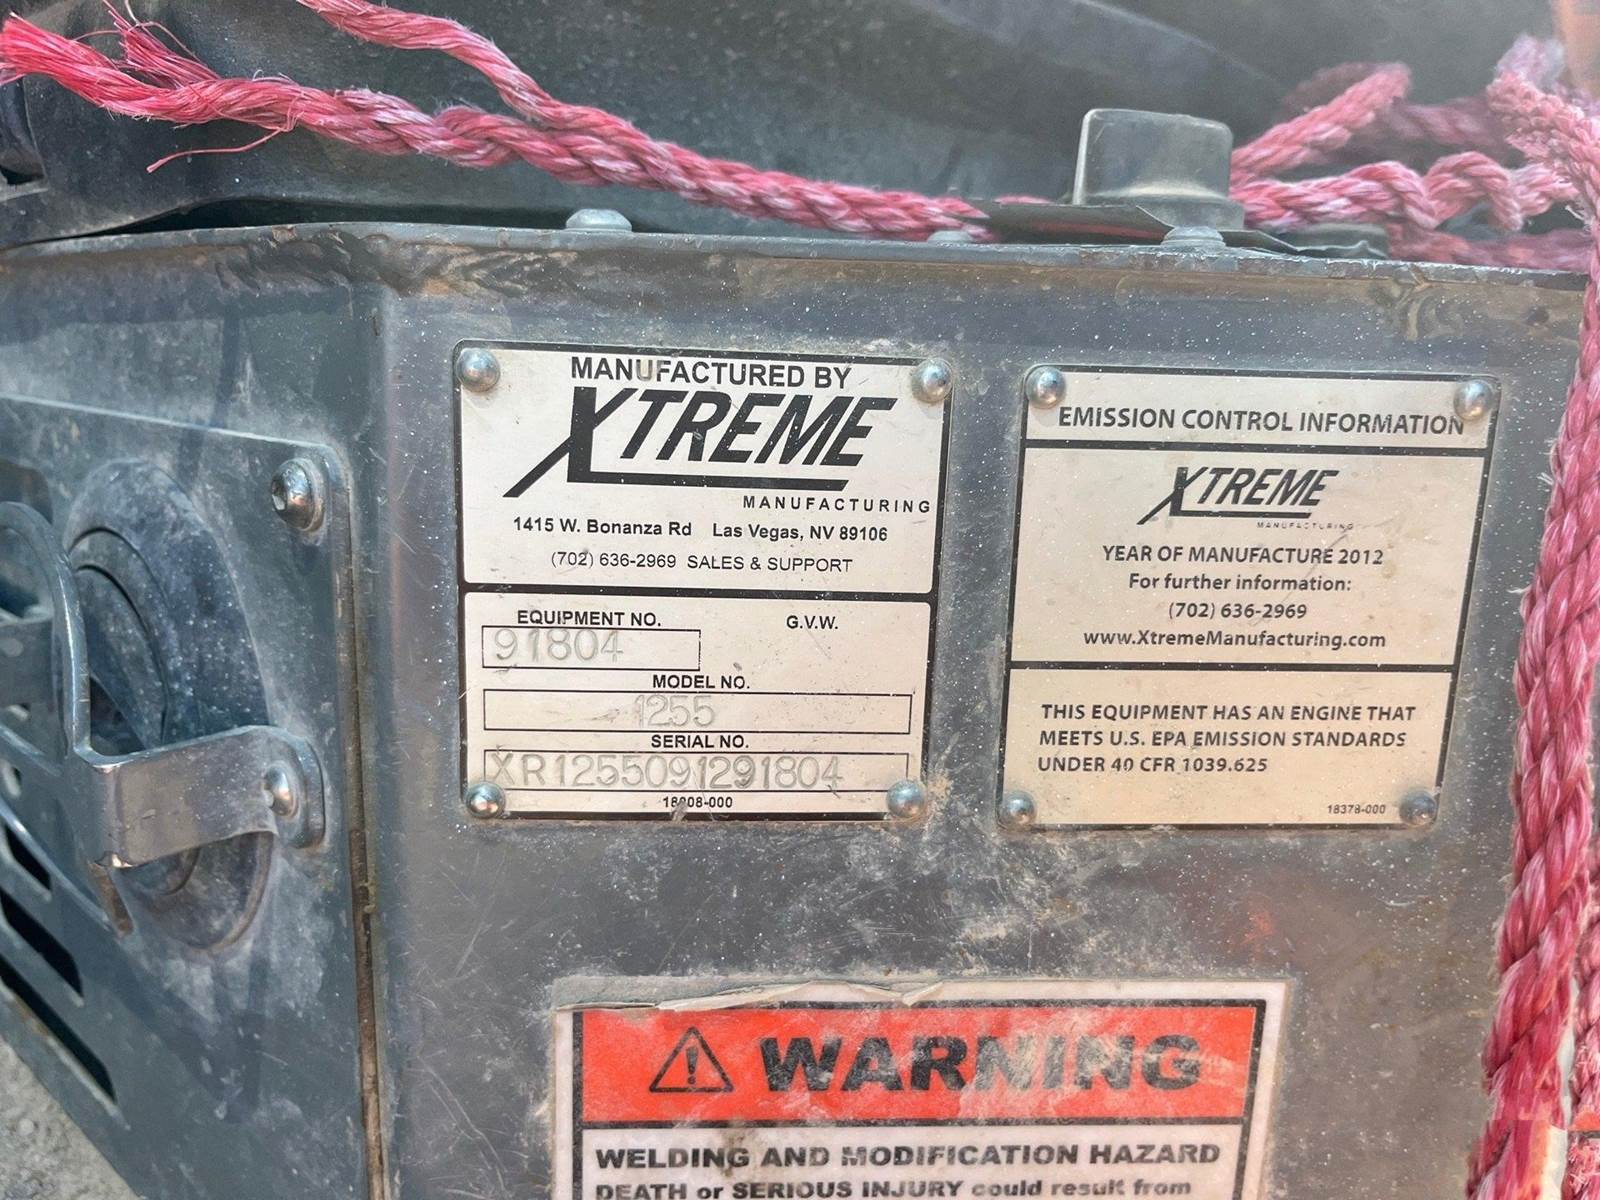 MANUFACTURED BY
XTREME
MANUFACTURING
1415 W. Bonanza Rd Las Vegas, NV 89106
(702) 636-2969 SALES & SUPPORT
EQUIPMENT NO. G.V.W.
91804
MODEL NO.
1255
SERIAL NO.
XR1255091291804
18808-000
EMISSION CONTROL INFORMATION
XTREME
MANUFACTURING
YEAR OF MANUFACTURE 2012
For further information:
(702) 636-2969
www.XtremeManufacturing.com
THIS EQUIPMENT HAS AN ENGINE THAT
MEETS U.S. EPA EMISSION STANDARDS
UNDER 40 CFR 1039.625
18378-000
WARNING
WELDING AND MODIFICATION HAZARD
DEATH or SERIOUS INJURY could result from